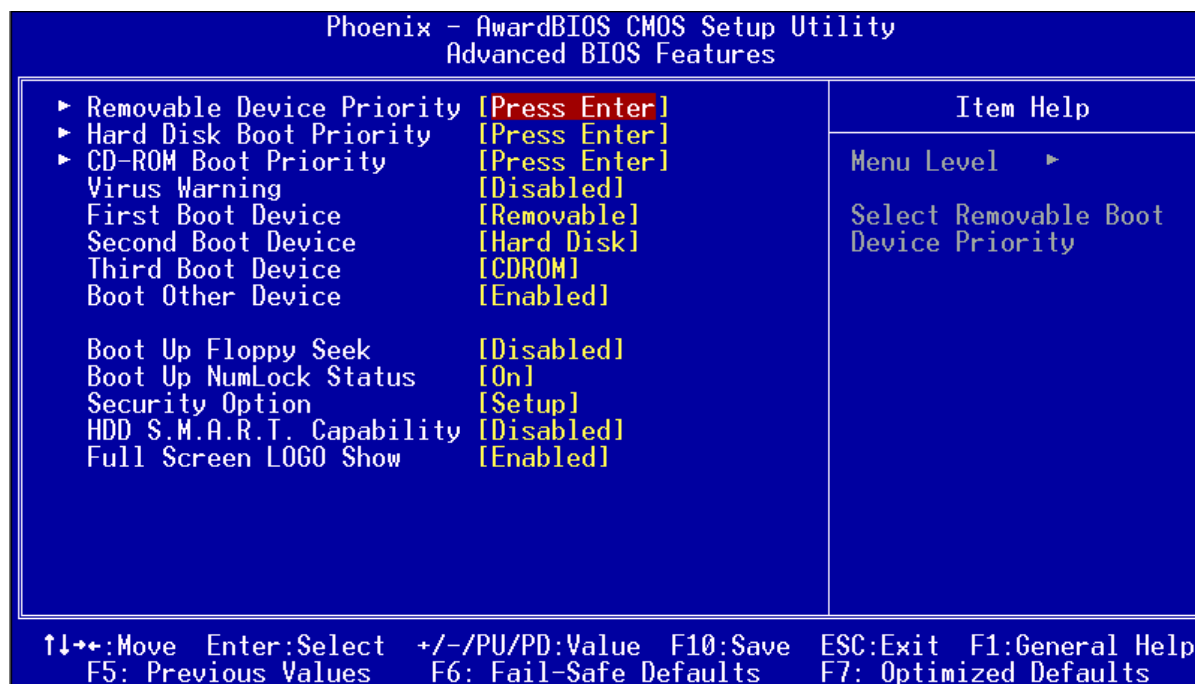 Phoenix - AwardBIOS CMOS Setup Utility
Advanced BIOS Features
► Removable Device Priority [Press Enter]
► Hard Disk Boot Priority [Press Enter]
► CD-ROM Boot Priority [Press Enter]
Virus Warning [Disabled]
First Boot Device [Removable]
Second Boot Device [Hard Disk]
Third Boot Device [CDROM]
Boot Other Device [Enabled]
Boot Up Floppy Seek [Disabled]
Boot Up NumLock Status [On]
Security Option [Setup]
HDD S.M.A.R.T. Capability [Disabled]
Full Screen LOGO Show [Enabled]
Item Help
Menu Level ►
Select Removable Boot
Device Priority
↑↓→←:Move Enter:Select +/-/PU/PD:Value F10:Save ESC:Exit F1:General Help
F5: Previous Values F6: Fail-Safe Defaults F7: Optimized Defaults